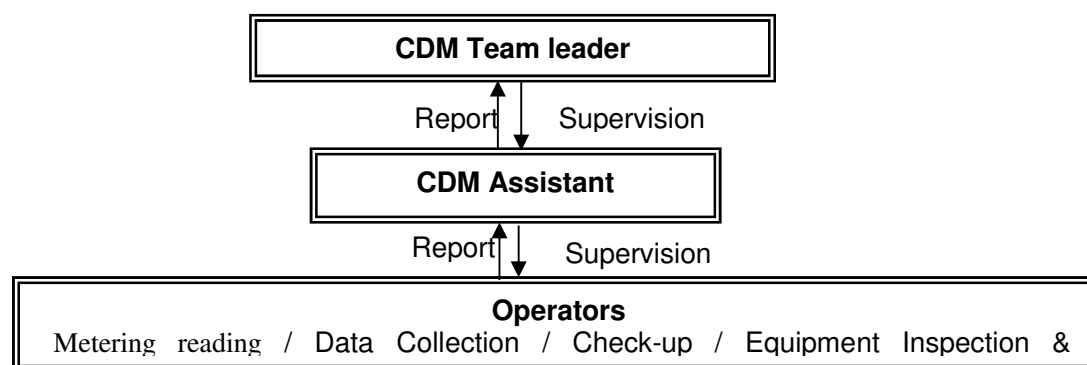 CDM Team leader
Report Supervision
CDM Assistant
Report Supervision
Operators
Metering reading / Data Collection / Check-up / Equipment Inspection &